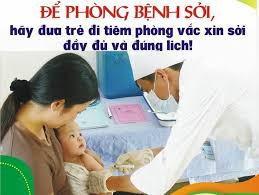 ĐỂ PHÒNG BỆNH SỞI,
hãy đưa trẻ đi tiêm phòng vắc xin sởi
đầy đủ và đúng lịch!